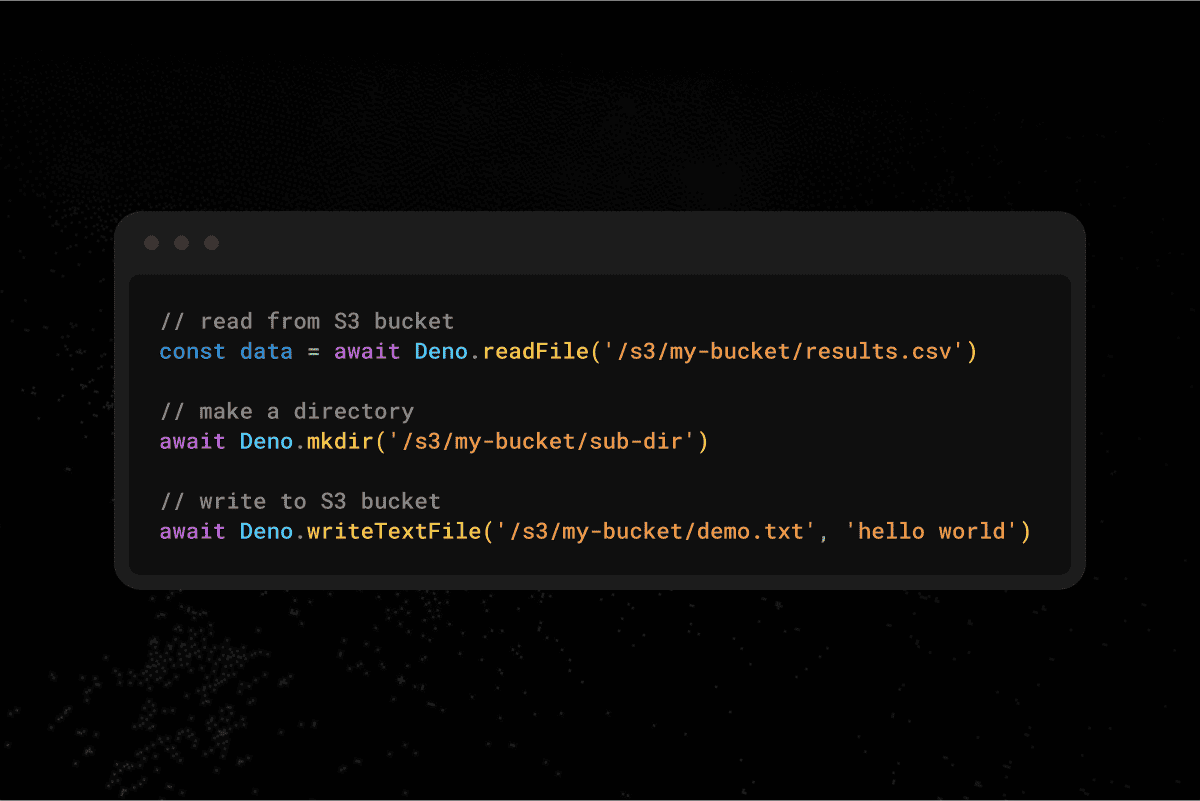 // read from S3 bucket
const data = await Deno.readFile('/s3/my-bucket/results.csv')
// make a directory
await Deno.mkdir('/s3/my-bucket/sub-dir')
// write to S3 bucket
await Deno.writeTextFile('/s3/my-bucket/demo.txt', 'hello world')